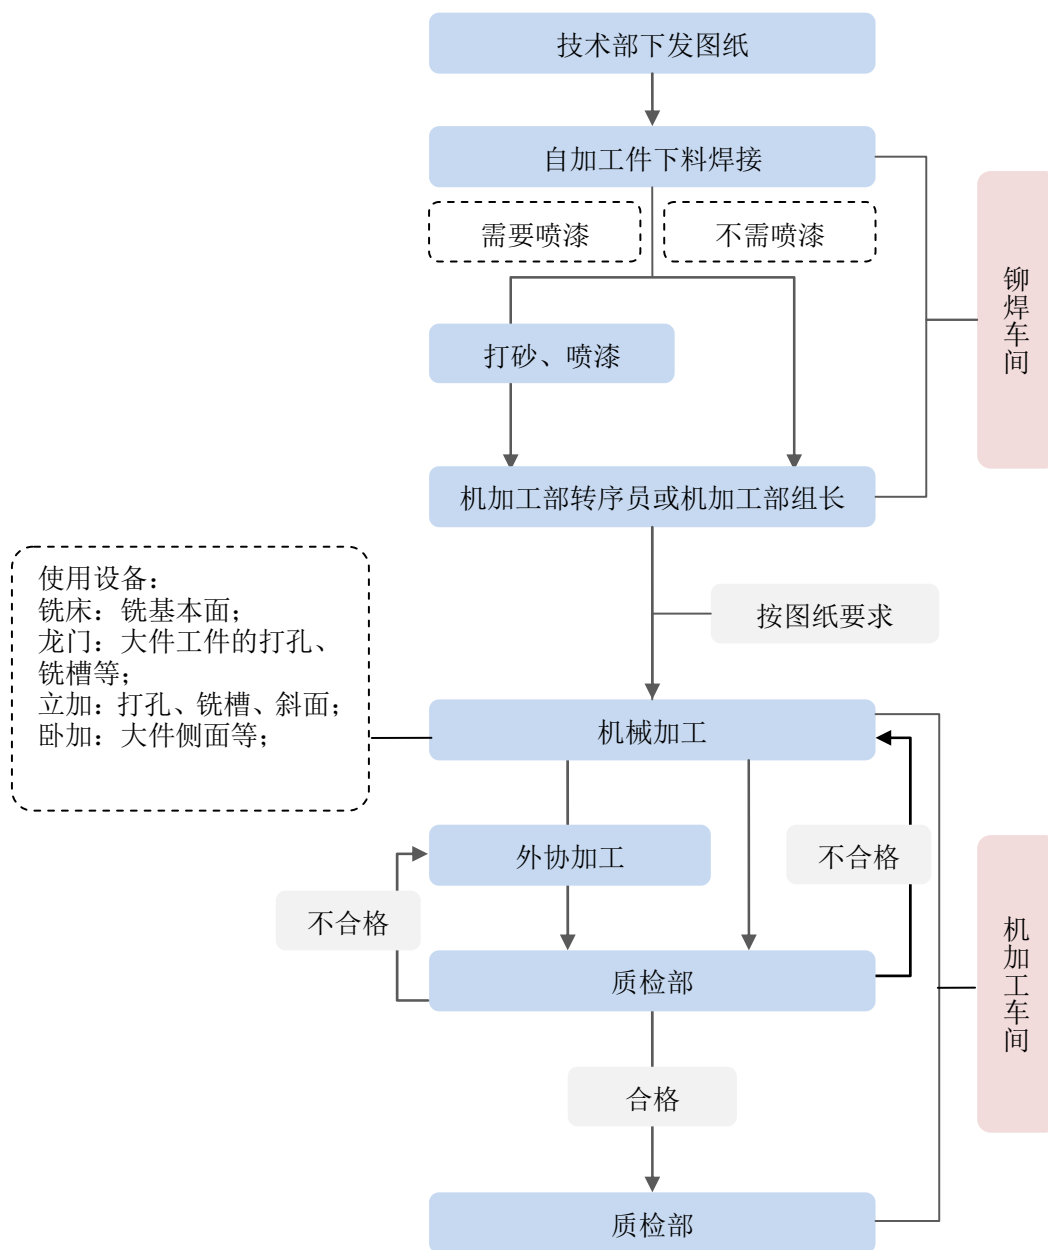 技术部下发图纸
自加工件下料焊接
需要喷漆
不需喷漆
铆焊车间
打砂、喷漆
机加工部转序员或机加工部组长
使用设备：
铣床：铣基本面；
龙门：大件工件的打孔、
铣槽等；
立加：打孔、铣槽、斜面；
卧加：大件侧面等；
按图纸要求
机械加工
外协加工
不合格
不合格
质检部
机加工车间
合格
质检部